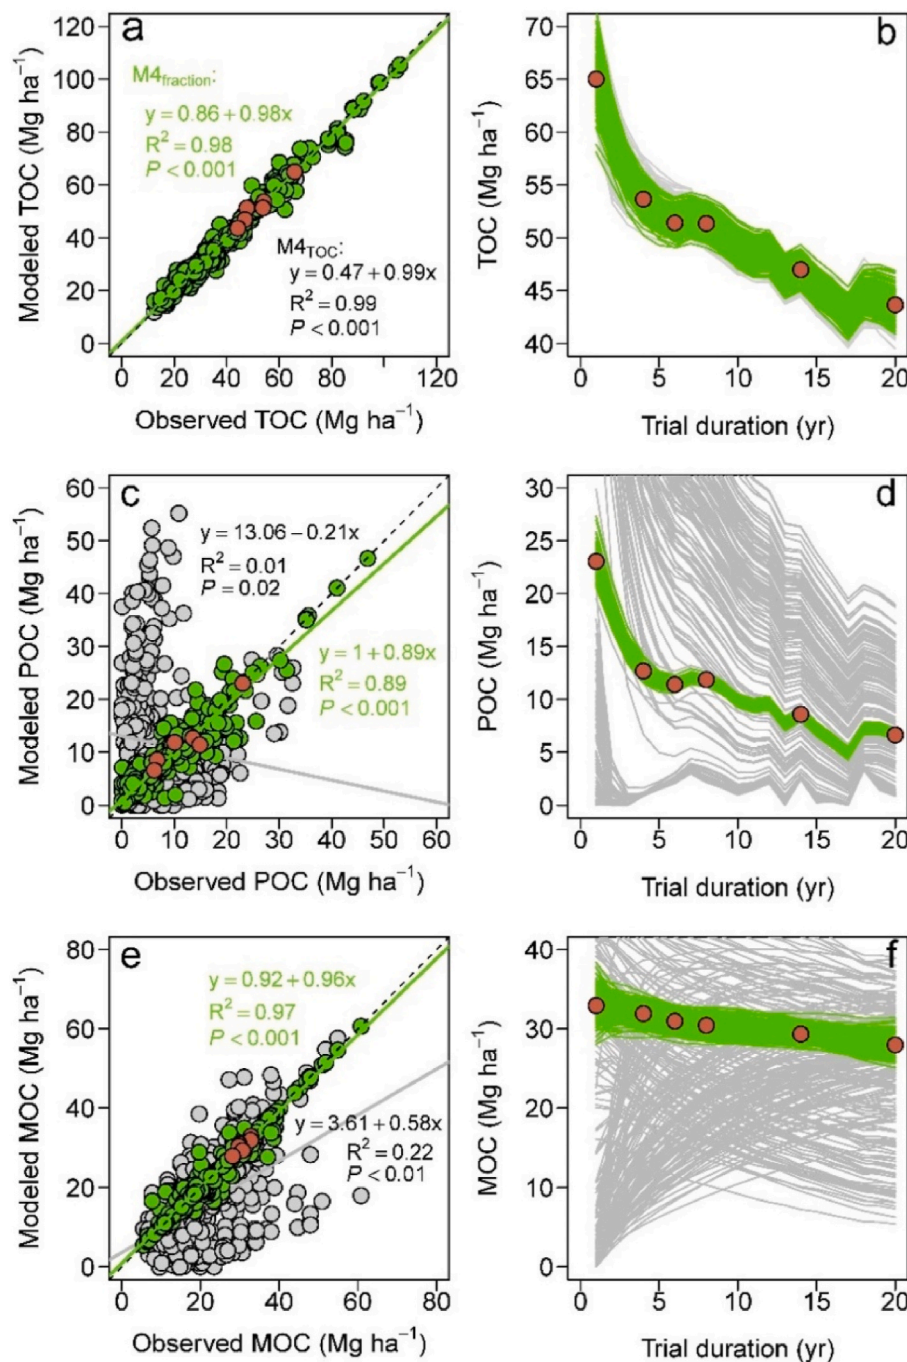 a
Modeled TOC (Mg ha⁻¹)
120
100
80
60
40
20
0
M4fraction:
y = 0.86 + 0.98x
R² = 0.98
P < 0.001
M4TOC:
y = 0.47 + 0.99x
R² = 0.99
P < 0.001
0 20 40 60 80 100 120
Observed TOC (Mg ha⁻¹)
b
TOC (Mg ha⁻¹)
70
65
60
55
50
45
40
0 5 10 15 20
Trial duration (yr)
c
Modeled POC (Mg ha⁻¹)
60
50
40
30
20
10
0
y = 13.06 − 0.21x
R² = 0.01
P = 0.02
y = 1 + 0.89x
R² = 0.89
P < 0.001
0 10 20 30 40 50 60
Observed POC (Mg ha⁻¹)
d
POC (Mg ha⁻¹)
30
25
20
15
10
5
0
0 5 10 15 20
Trial duration (yr)
e
Modeled MOC (Mg ha⁻¹)
80
60
40
20
0
y = 0.92 + 0.96x
R² = 0.97
P < 0.001
y = 3.61 + 0.58x
R² = 0.22
P < 0.01
0 20 40 60 80
Observed MOC (Mg ha⁻¹)
f
MOC (Mg ha⁻¹)
40
30
20
10
0
0 5 10 15 20
Trial duration (yr)